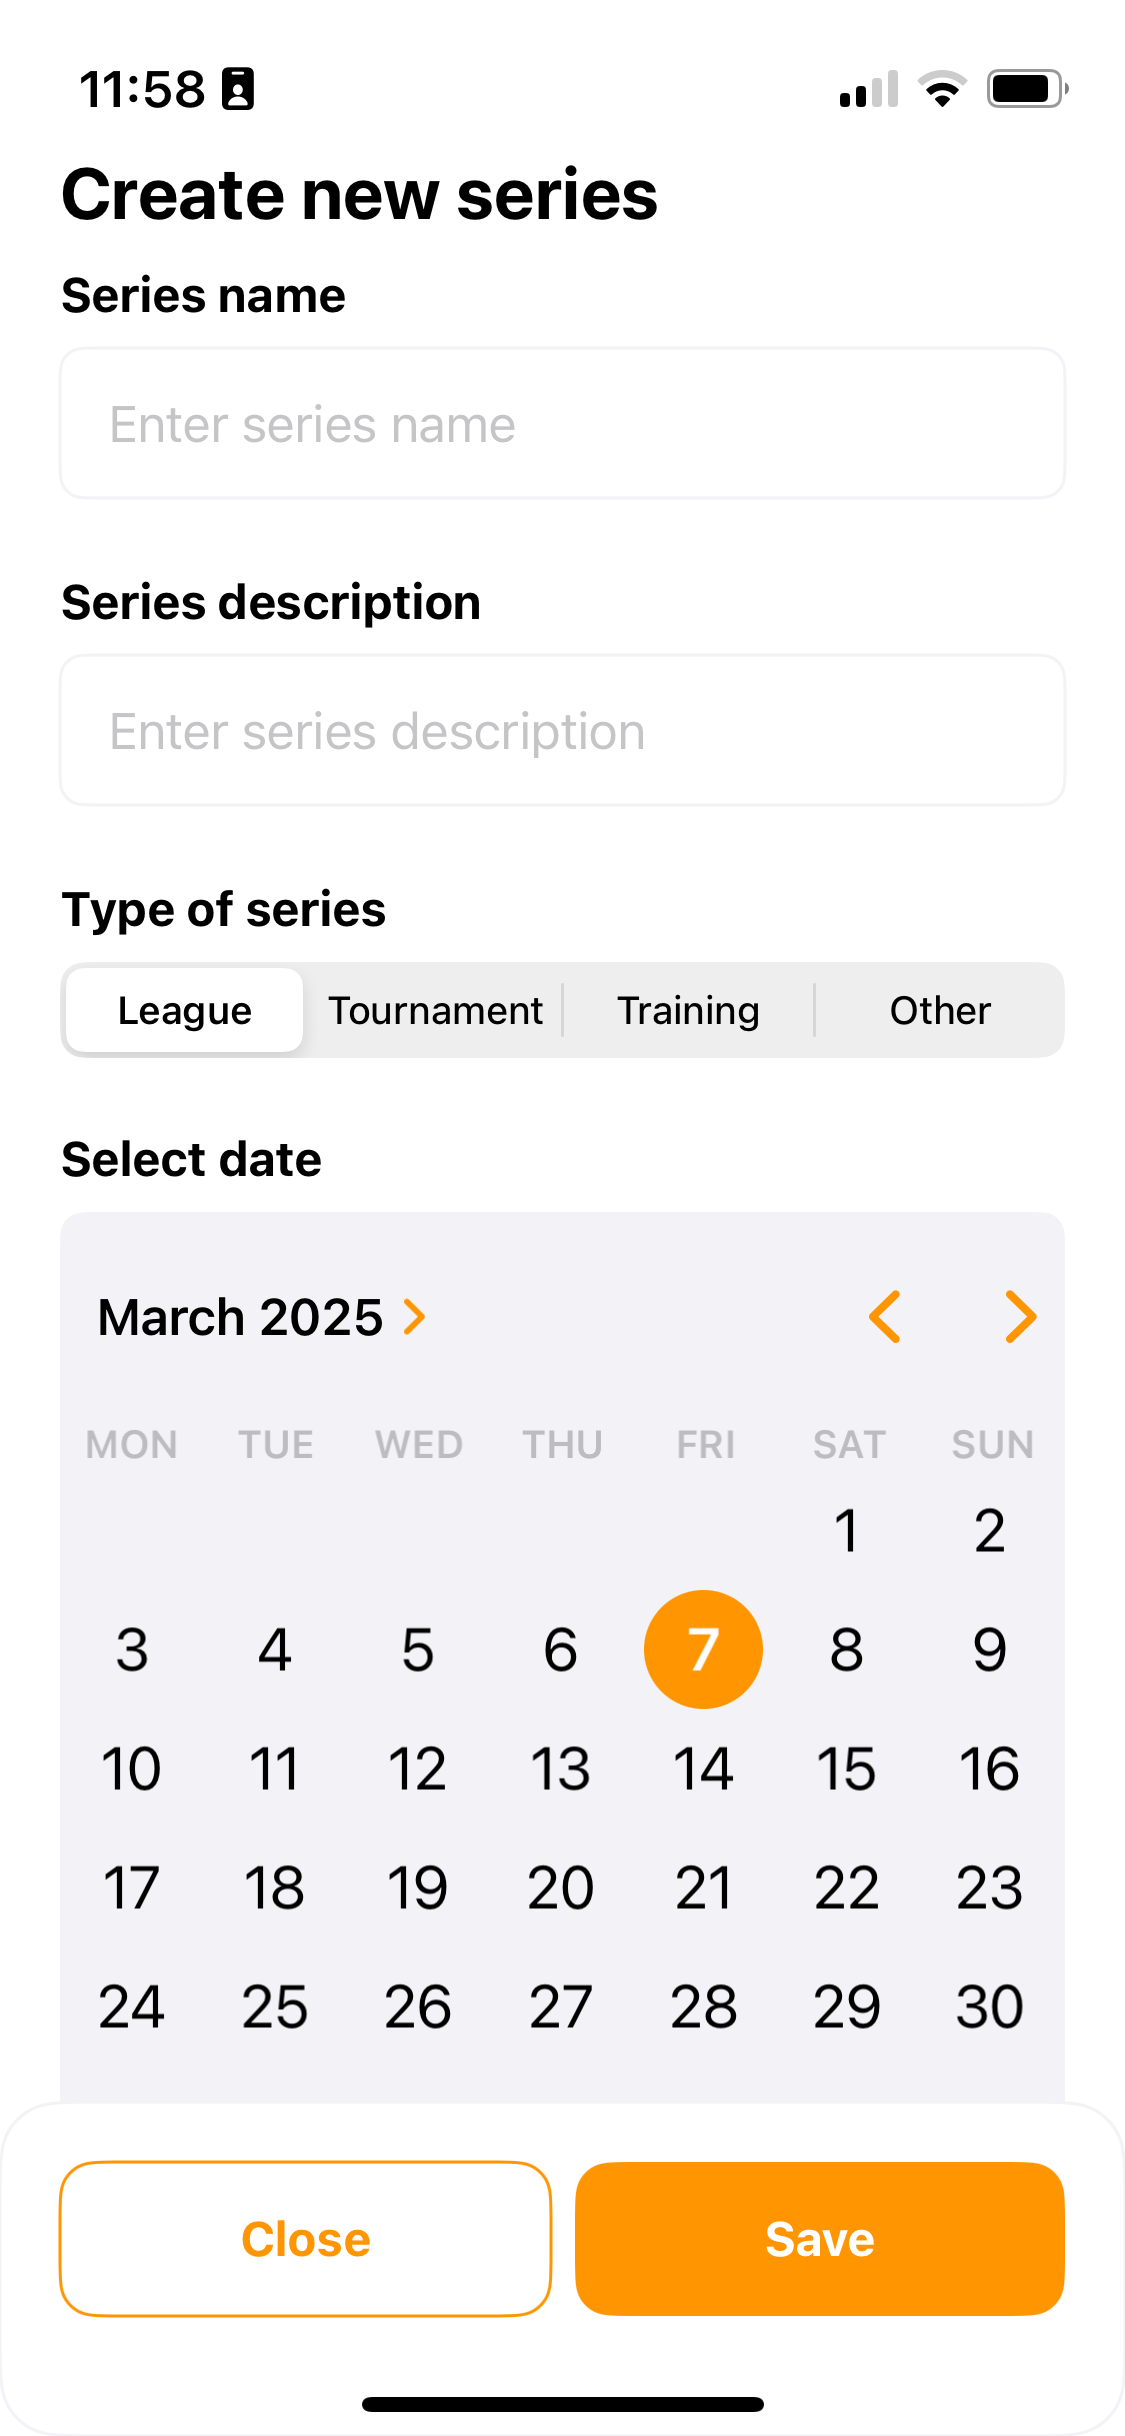 11:58
Create new series
Series name
Enter series name
Series description
Enter series description
Type of series
League Tournament Training Other
Select date
March 2025
MON TUE WED THU FRI SAT SUN
1 2
3 4 5 6 7 8 9
10 11 12 13 14 15 16
17 18 19 20 21 22 23
24 25 26 27 28 29 30
Close Save